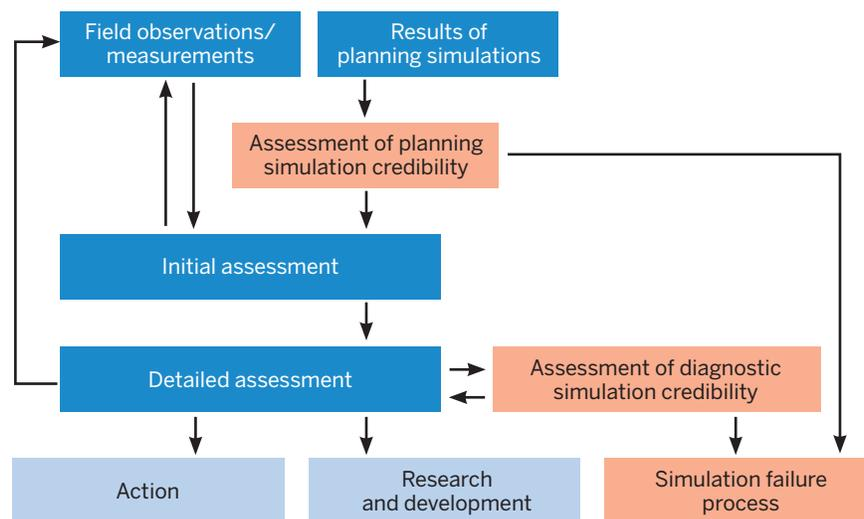 Field observations/
measurements
Results of
planning simulations
Assessment of planning
simulation credibility
Initial assessment
Detailed assessment
Assessment of diagnostic
simulation credibility
Action
Research
and development
Simulation failure
process